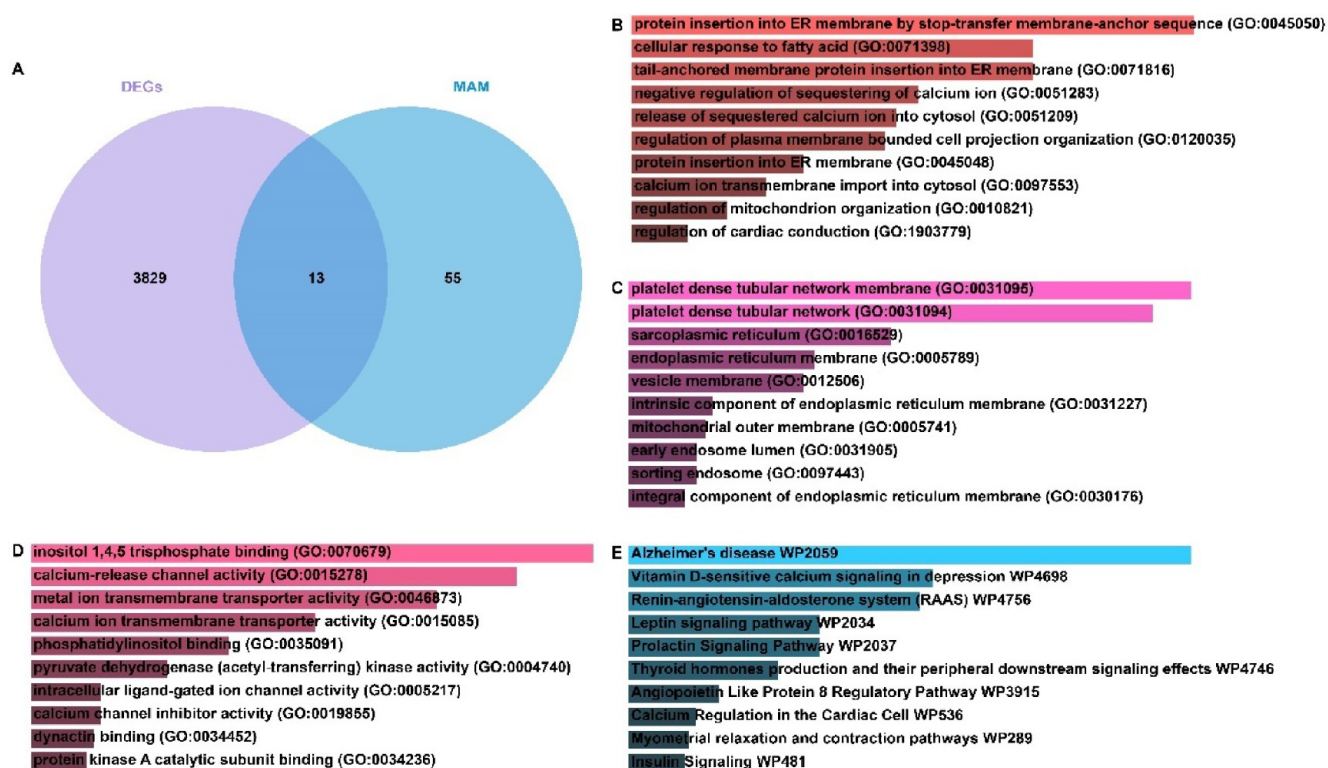 A
DEGs
MAM
3829
13
55
B
protein insertion into ER membrane by stop-transfer membrane-anchor sequence (GO:0045050)
cellular response to fatty acid (GO:0071398)
tail-anchored membrane protein insertion into ER membrane (GO:0071816)
negative regulation of sequestering of calcium ion (GO:0051283)
release of sequestered calcium ion into cytosol (GO:0051209)
regulation of plasma membrane bounded cell projection organization (GO:0120035)
protein insertion into ER membrane (GO:0045048)
calcium ion transmembrane import into cytosol (GO:0097553)
regulation of mitochondrion organization (GO:0010821)
regulation of cardiac conduction (GO:1903779)
C
platelet dense tubular network membrane (GO:0031095)
platelet dense tubular network (GO:0031094)
sarcoplasmic reticulum (GO:0016529)
endoplasmic reticulum membrane (GO:0005789)
vesicle membrane (GO:0012506)
intrinsic component of endoplasmic reticulum membrane (GO:0031227)
mitochondrial outer membrane (GO:0005741)
early endosome lumen (GO:0031905)
sorting endosome (GO:0097443)
integral component of endoplasmic reticulum membrane (GO:0030176)
D
inositol 1,4,5 trisphosphate binding (GO:0070679)
calcium-release channel activity (GO:0015278)
metal ion transmembrane transporter activity (GO:0046873)
calcium ion transmembrane transporter activity (GO:0015085)
phosphatidylinositol binding (GO:0035091)
pyruvate dehydrogenase (acetyl-transferring) kinase activity (GO:0004740)
intracellular ligand-gated ion channel activity (GO:0005217)
calcium channel inhibitor activity (GO:0019855)
dynactin binding (GO:0034452)
protein kinase A catalytic subunit binding (GO:0034236)
E
Alzheimer's disease WP2059
Vitamin D-sensitive calcium signaling in depression WP4698
Renin-angiotensin-aldosterone system (RAAS) WP4756
Leptin signaling pathway WP2034
Prolactin Signaling Pathway WP2037
Thyroid hormones production and their peripheral downstream signaling effects WP4746
Angiopoietin Like Protein 8 Regulatory Pathway WP3915
Calcium Regulation in the Cardiac Cell WP536
Myometrial relaxation and contraction pathways WP289
Insulin Signaling WP481